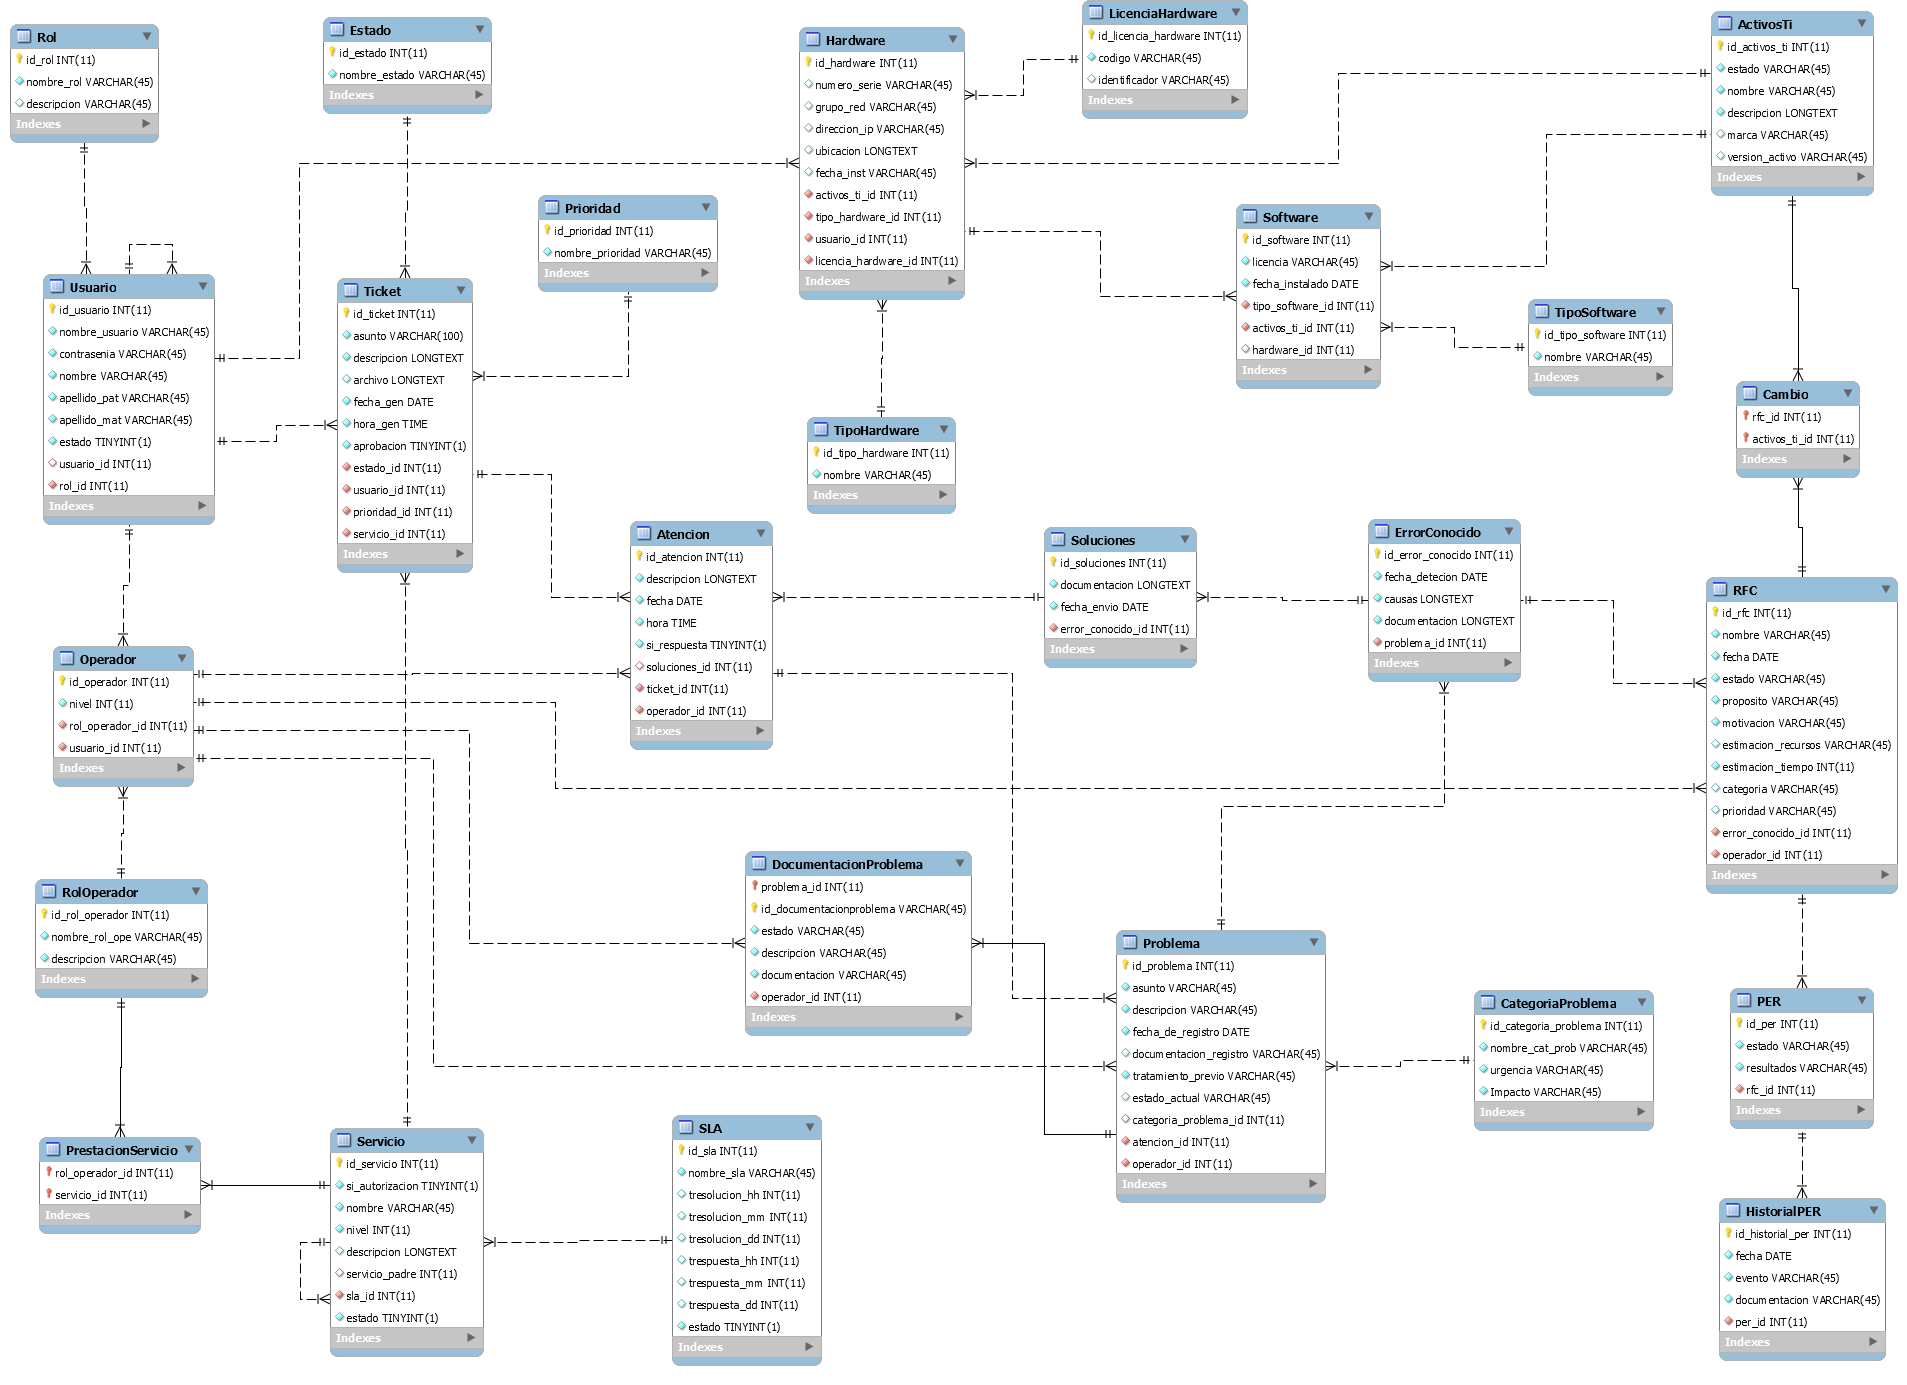 Rol
id_rol INT(11)
nombre_rol VARCHAR(45)
descripcion VARCHAR(45)
Indexes
Estado
id_estado INT(11)
nombre_estado VARCHAR(45)
Indexes
Hardware
id_hardware INT(11)
numero_serie VARCHAR(45)
grupo_red VARCHAR(45)
direccion_ip VARCHAR(45)
ubicacion LONGTEXT
fecha_inst VARCHAR(45)
activos_ti_id INT(11)
tipo_hardware_id INT(11)
usuario_id INT(11)
licencia_hardware_id INT(11)
Indexes
LicenciaHardware
id_licencia_hardware INT(11)
codigo VARCHAR(45)
identificador VARCHAR(45)
Indexes
ActivosTi
id_activos_ti INT(11)
estado VARCHAR(45)
nombre VARCHAR(45)
descripcion LONGTEXT
marca VARCHAR(45)
version_activo VARCHAR(45)
Indexes
Prioridad
id_prioridad INT(11)
nombre_prioridad VARCHAR(45)
Indexes
Software
id_software INT(11)
licencia VARCHAR(45)
fecha_instalado DATE
tipo_software_id INT(11)
activos_ti_id INT(11)
hardware_id INT(11)
Indexes
TipoSoftware
id_tipo_software INT(11)
nombre VARCHAR(45)
Indexes
Usuario
id_usuario INT(11)
nombre_usuario VARCHAR(45)
contrasenia VARCHAR(45)
nombre VARCHAR(45)
apellido_pat VARCHAR(45)
apellido_mat VARCHAR(45)
estado TINYINT(1)
usuario_id INT(11)
rol_id INT(11)
Indexes
Ticket
id_ticket INT(11)
asunto VARCHAR(100)
descripcion LONGTEXT
archivo LONGTEXT
fecha_gen DATE
hora_gen TIME
aprobacion TINYINT(1)
estado_id INT(11)
usuario_id INT(11)
prioridad_id INT(11)
servicio_id INT(11)
Indexes
TipoHardware
id_tipo_hardware INT(11)
nombre VARCHAR(45)
Indexes
Cambio
rfc_id INT(11)
activos_ti_id INT(11)
Indexes
Atencion
id_atencion INT(11)
descripcion LONGTEXT
fecha DATE
hora TIME
si_respuesta TINYINT(1)
soluciones_id INT(11)
ticket_id INT(11)
operador_id INT(11)
Indexes
Soluciones
id_soluciones INT(11)
documentacion LONGTEXT
fecha_envio DATE
error_conocido_id INT(11)
Indexes
ErrorConocido
id_error_conocido INT(11)
fecha_detecion DATE
causas LONGTEXT
documentacion LONGTEXT
problema_id INT(11)
Indexes
RFC
id_rfc INT(11)
nombre VARCHAR(45)
fecha DATE
estado VARCHAR(45)
proposito VARCHAR(45)
motivacion VARCHAR(45)
estimacion_recursos VARCHAR(45)
estimacion_tiempo INT(11)
categoria VARCHAR(45)
prioridad VARCHAR(45)
error_conocido_id INT(11)
operador_id INT(11)
Indexes
Operador
id_operador INT(11)
nivel INT(11)
rol_operador_id INT(11)
usuario_id INT(11)
Indexes
RolOperador
id_rol_operador INT(11)
nombre_rol_ope VARCHAR(45)
descripcion VARCHAR(45)
Indexes
DocumentacionProblema
problema_id INT(11)
id_documentacionproblema VARCHAR(45)
estado VARCHAR(45)
descripcion VARCHAR(45)
documentacion VARCHAR(45)
operador_id INT(11)
Indexes
Problema
id_problema INT(11)
asunto VARCHAR(45)
descripcion VARCHAR(45)
fecha_de_registro DATE
documentacion_registro VARCHAR(45)
tratamiento_previo VARCHAR(45)
estado_actual VARCHAR(45)
categoria_problema_id INT(11)
atencion_id INT(11)
operador_id INT(11)
Indexes
CategoriaProblema
id_categoria_problema INT(11)
nombre_cat_prob VARCHAR(45)
urgencia VARCHAR(45)
Impacto VARCHAR(45)
Indexes
PER
id_per INT(11)
estado VARCHAR(45)
resultados VARCHAR(45)
rfc_id INT(11)
Indexes
PrestacionServicio
rol_operador_id INT(11)
servicio_id INT(11)
Indexes
Servicio
id_servicio INT(11)
si_autorizacion TINYINT(1)
nombre VARCHAR(45)
nivel INT(11)
descripcion LONGTEXT
servicio_padre INT(11)
sla_id INT(11)
estado TINYINT(1)
Indexes
SLA
id_sla INT(11)
nombre_sla VARCHAR(45)
tresolucion_hh INT(11)
tresolucion_mm INT(11)
tresolucion_dd INT(11)
trespuesta_hh INT(11)
trespuesta_mm INT(11)
trespuesta_dd INT(11)
estado TINYINT(1)
Indexes
HistorialPER
id_historial_per INT(11)
fecha DATE
evento VARCHAR(45)
documentacion VARCHAR(45)
per_id INT(11)
Indexes